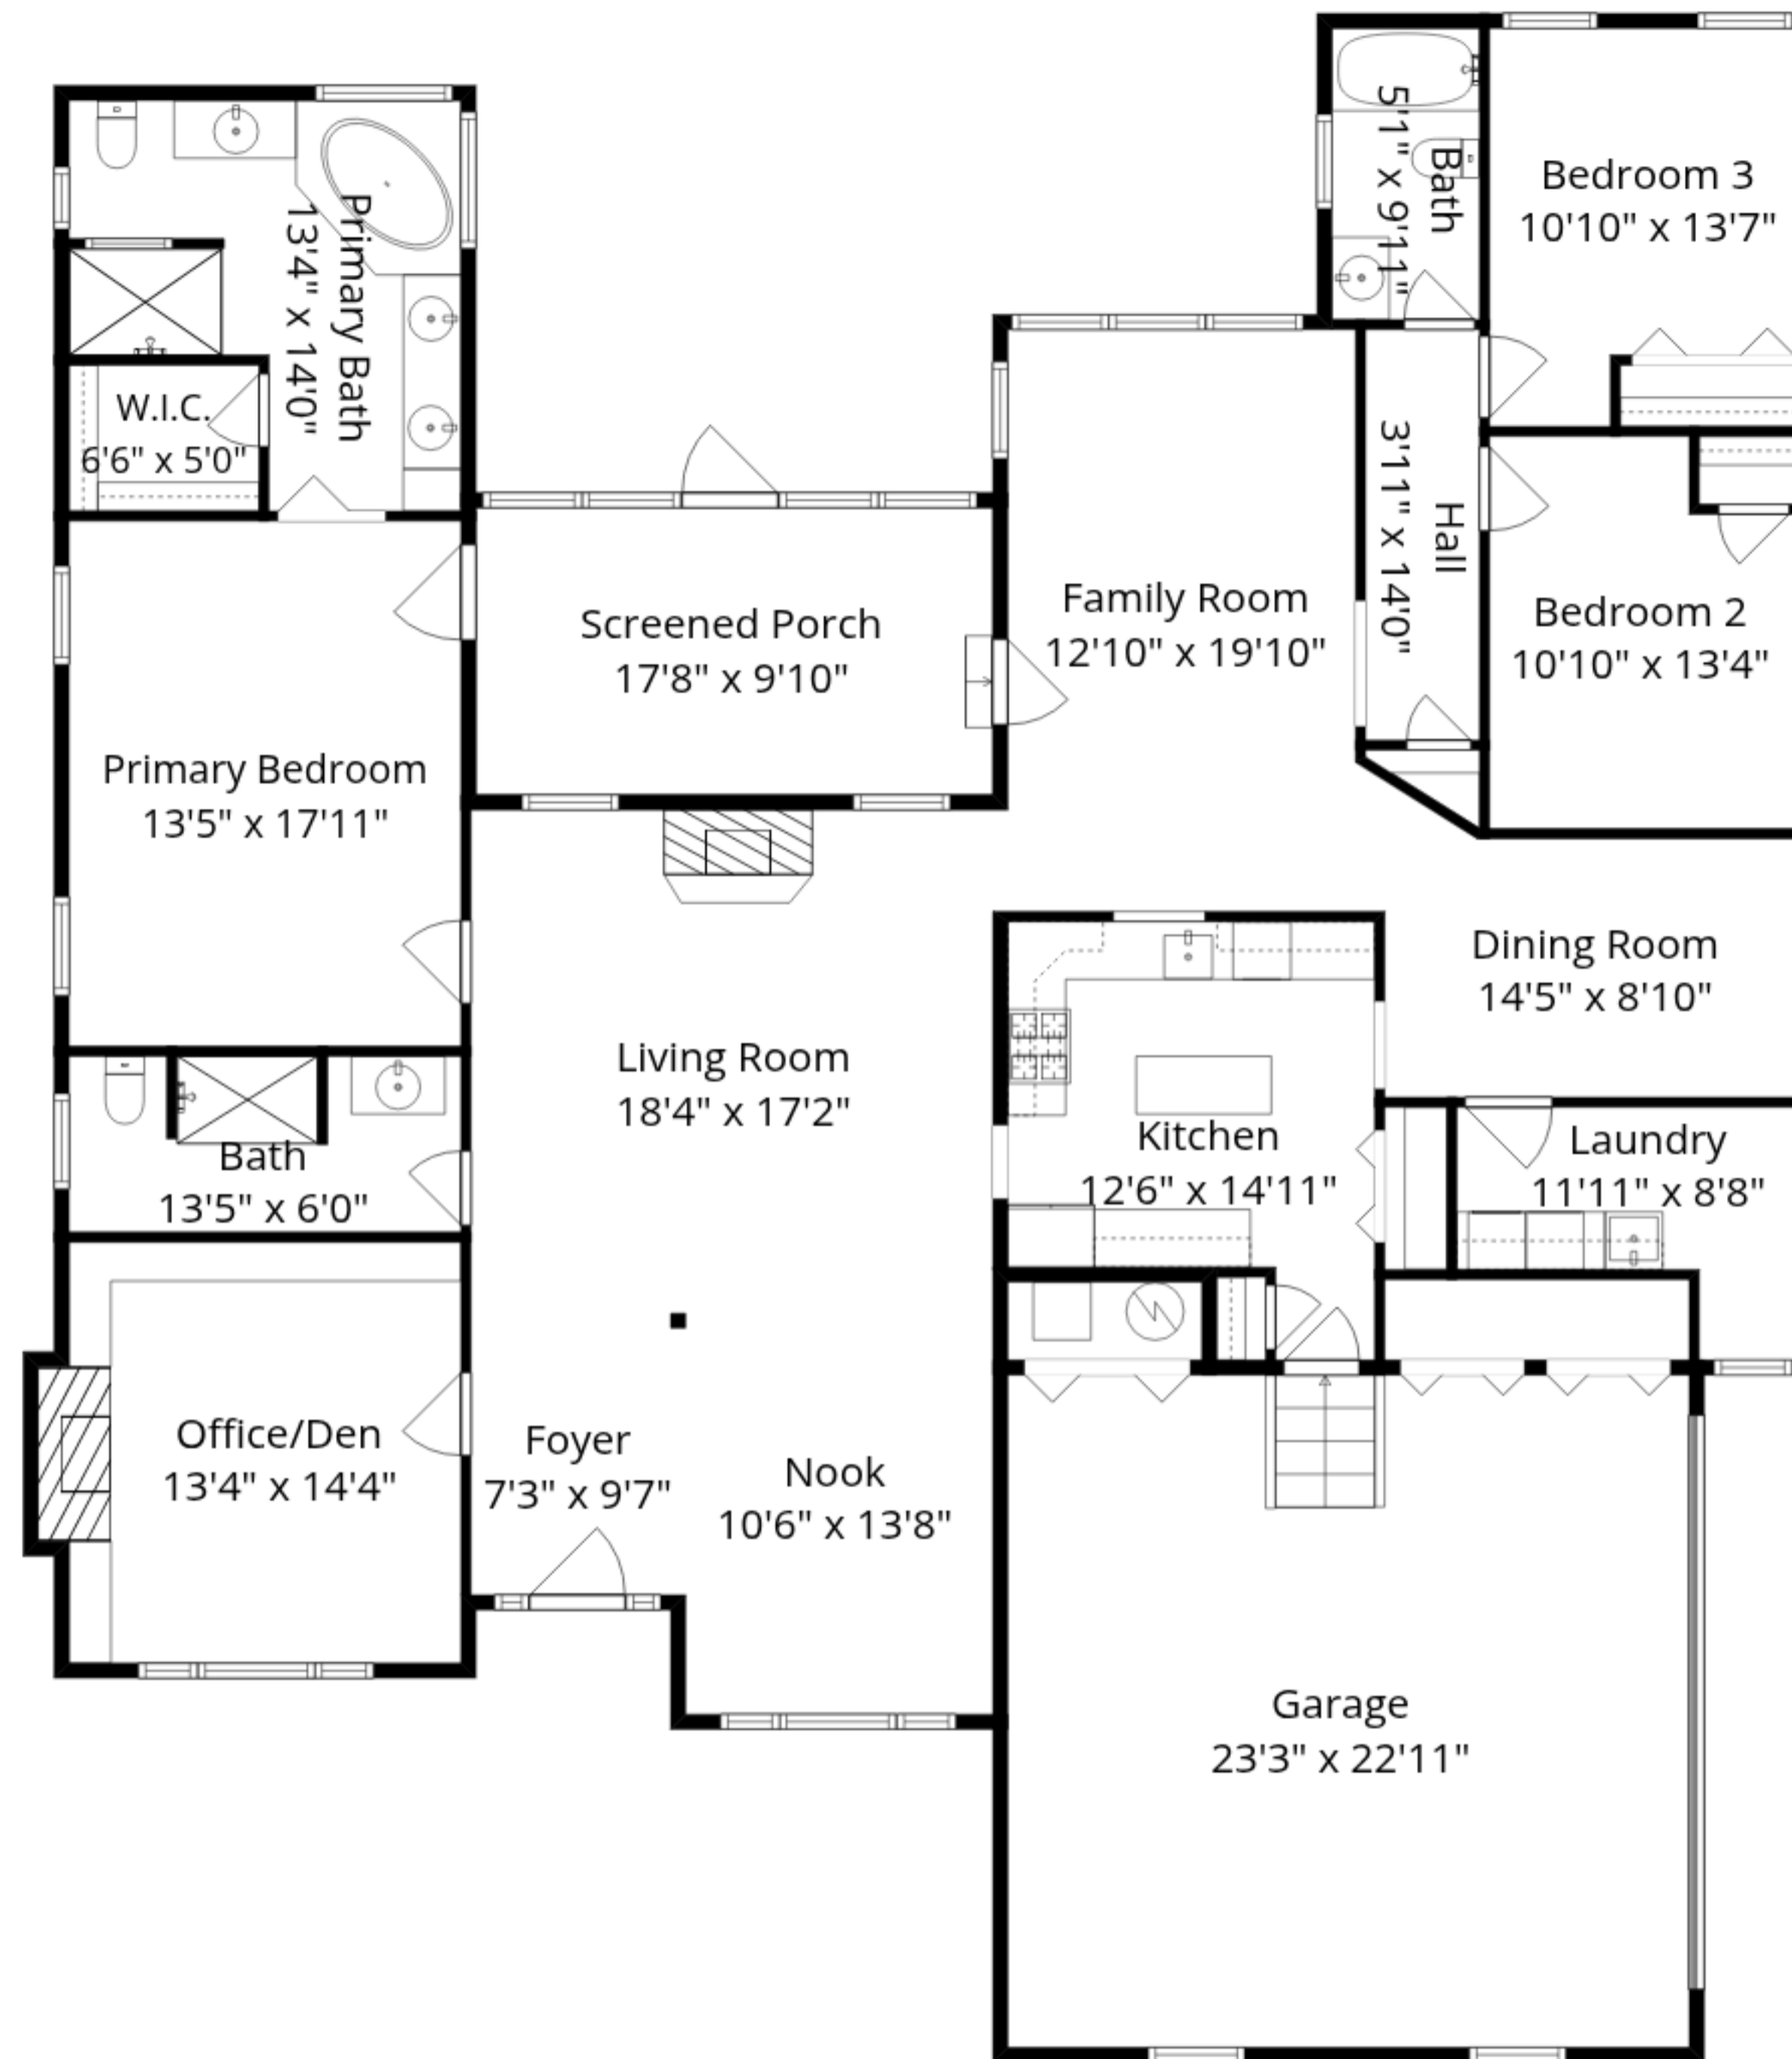 Bath
5'1" x 9'11"
Bedroom 3
10'10" x 13'7"
Primary Bath
13'4" x 14'0"
W.I.C.
6'6" x 5'0"
Hall
3'11" x 14'0"
Family Room
12'10" x 19'10"
Bedroom 2
10'10" x 13'4"
Screened Porch
17'8" x 9'10"
Primary Bedroom
13'5" x 17'11"
Dining Room
14'5" x 8'10"
Living Room
18'4" x 17'2"
Kitchen
12'6" x 14'11"
Laundry
11'11" x 8'8"
Bath
13'5" x 6'0"
Office/Den
13'4" x 14'4"
Foyer
7'3" x 9'7"
Nook
10'6" x 13'8"
Garage
23'3" x 22'11"